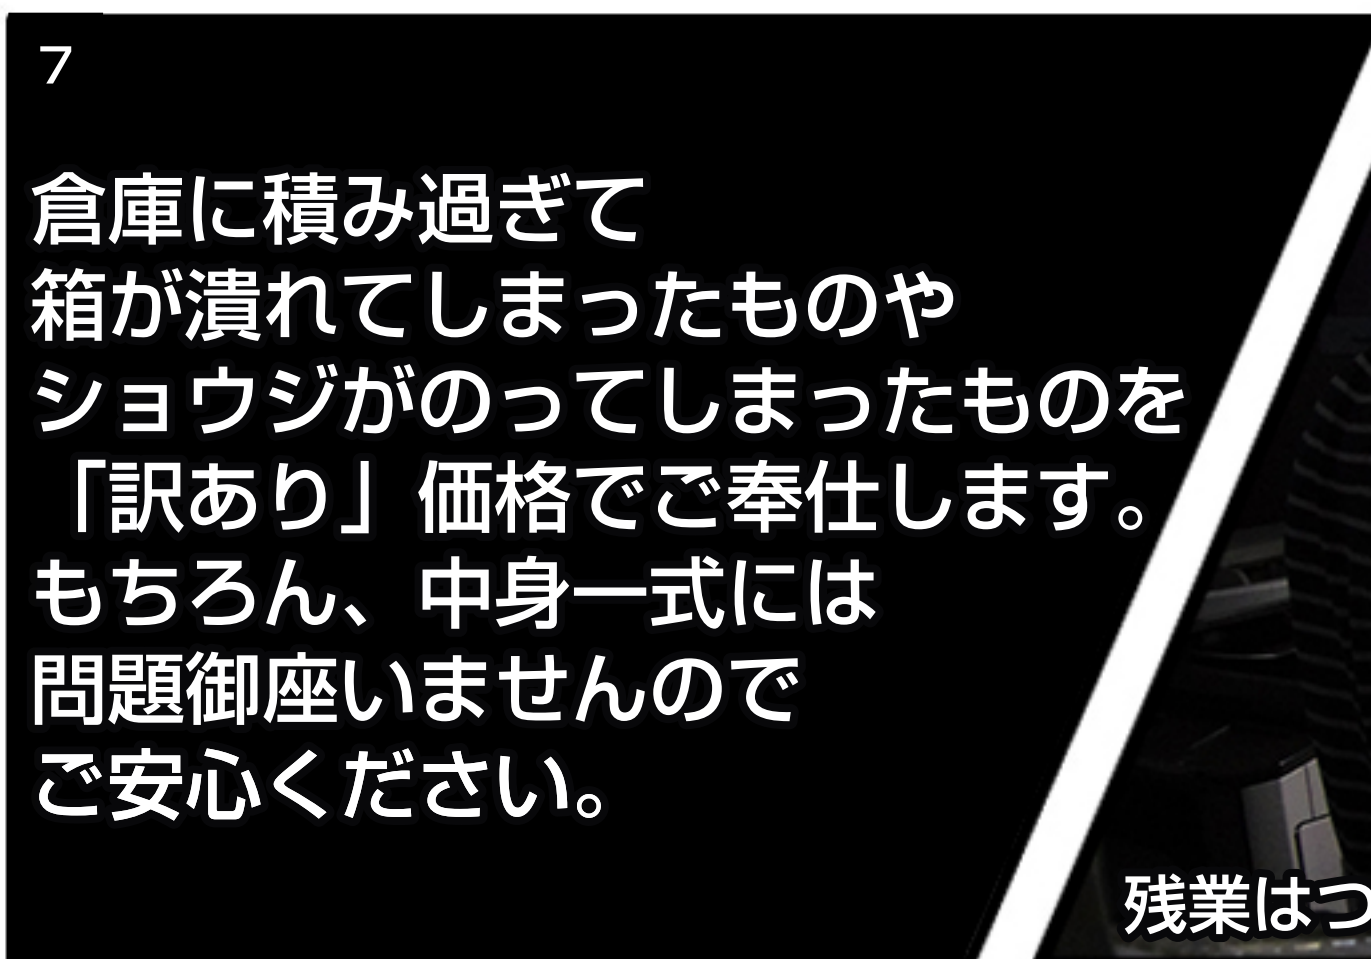 7
倉庫に積み過ぎて
箱が潰れてしまったものや
ショウジがのってしまったものを
「訳あり」価格でご奉仕します。
もちろん、中身一式には
問題御座いませんので
ご安心ください。
残業はつ